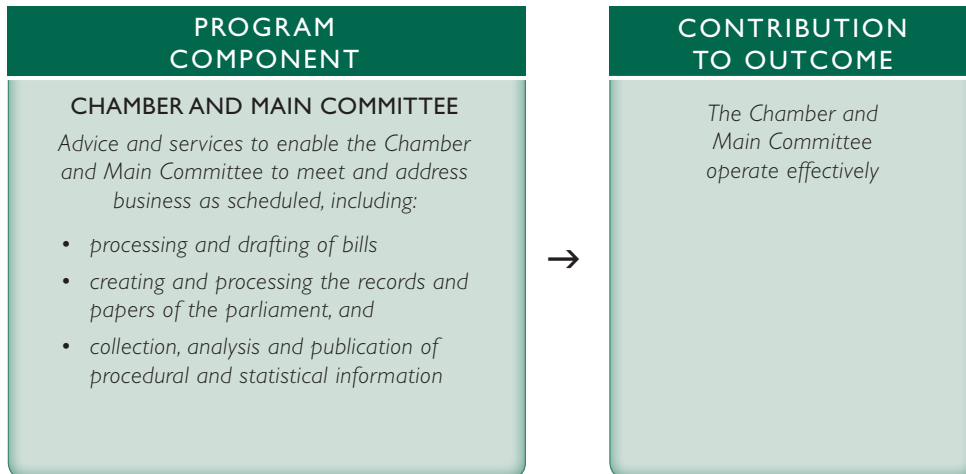 PROGRAM
COMPONENT
CHAMBER AND MAIN COMMITTEE
Advice and services to enable the Chamber
and Main Committee to meet and address
business as scheduled, including:
• processing and drafting of bills
• creating and processing the records and
papers of the parliament, and
• collection, analysis and publication of
procedural and statistical information
→
CONTRIBUTION
TO OUTCOME
The Chamber and
Main Committee
operate effectively